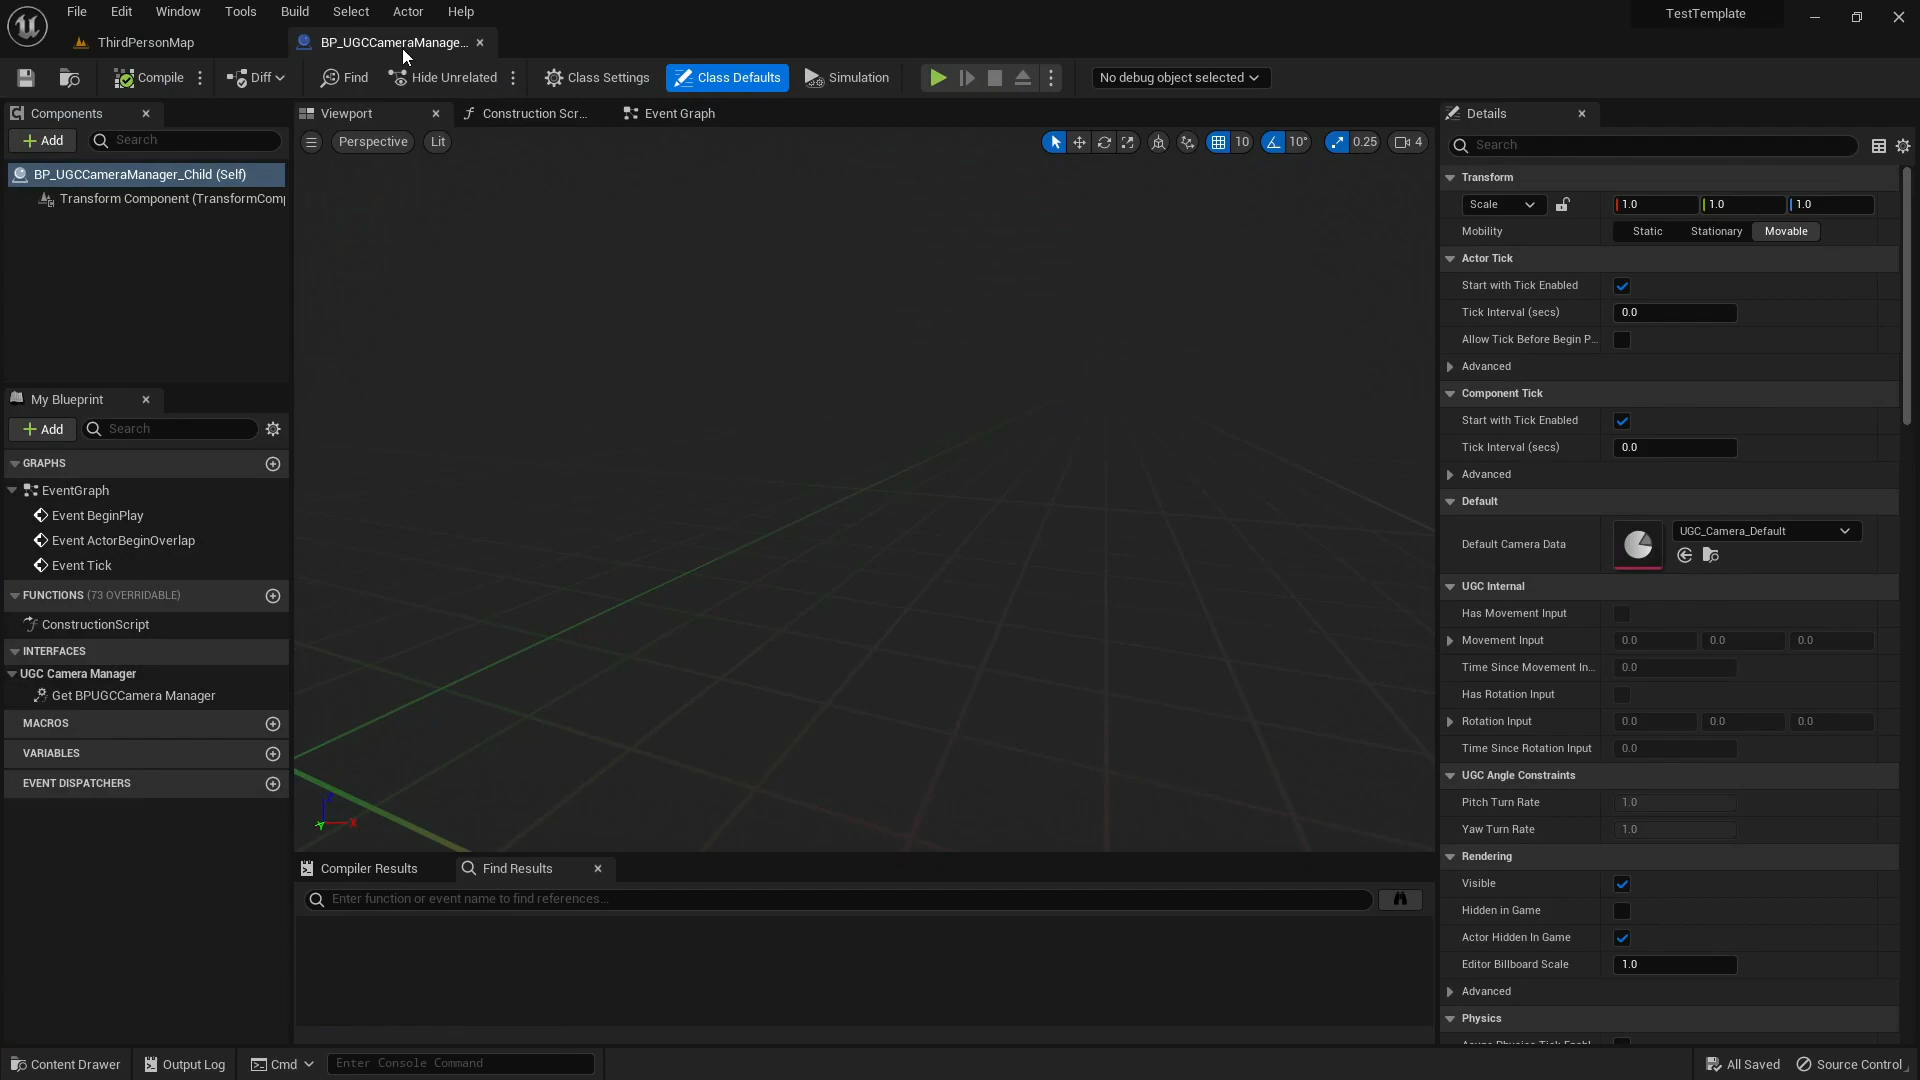 File Edit Window Tools Build Select Actor Help
TestTemplate
ThirdPersonMap
BP_UGCCameraManage...
Compile
Diff
Find
Hide Unrelated
Class Settings
Class Defaults
Simulation
No debug object selected
Components
Add
Search
BP_UGCCameraManager_Child (Self)
Transform Component (TransformComp
My Blueprint
Add
Search
GRAPHS
EventGraph
Event BeginPlay
Event ActorBeginOverlap
Event Tick
FUNCTIONS (73 OVERRIDABLE)
ConstructionScript
INTERFACES
UGC Camera Manager
Get BPUGCCamera Manager
MACROS
VARIABLES
EVENT DISPATCHERS
Viewport
Construction Scr...
Event Graph
Perspective
Lit
10
10°
0.25
4
Z
Y
X
Compiler Results
Find Results
Enter function or event name to find references...
Details
Search
Transform
Scale 1.0 1.0 1.0
Mobility Static Stationary Movable
Actor Tick
Start with Tick Enabled
Tick Interval (secs) 0.0
Allow Tick Before Begin P...
Advanced
Component Tick
Start with Tick Enabled
Tick Interval (secs) 0.0
Advanced
Default
Default Camera Data UGC_Camera_Default
UGC Internal
Has Movement Input
Movement Input 0.0 0.0 0.0
Time Since Movement In... 0.0
Has Rotation Input
Rotation Input 0.0 0.0 0.0
Time Since Rotation Input 0.0
UGC Angle Constraints
Pitch Turn Rate 1.0
Yaw Turn Rate 1.0
Rendering
Visible
Hidden in Game
Actor Hidden In Game
Editor Billboard Scale 1.0
Advanced
Physics
Content Drawer
Output Log
Cmd
Enter Console Command
All Saved
Source Control